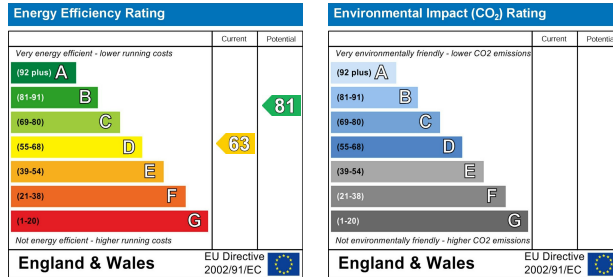 Energy Efficiency Rating
Current Potential
Very energy efficient - lower running costs
(92 plus) A
(81-91) B
81
(69-80) C
(55-68) D
63
(39-54) E
(21-38) F
(1-20) G
Not energy efficient - higher running costs
England & Wales
EU Directive
2002/91/EC
Environmental Impact (CO₂) Rating
Current Potential
Very environmentally friendly - lower CO2 emissions
(92 plus) A
(81-91) B
(69-80) C
(55-68) D
(39-54) E
(21-38) F
(1-20) G
Not environmentally friendly - higher CO2 emissions
England & Wales
EU Directive
2002/91/EC